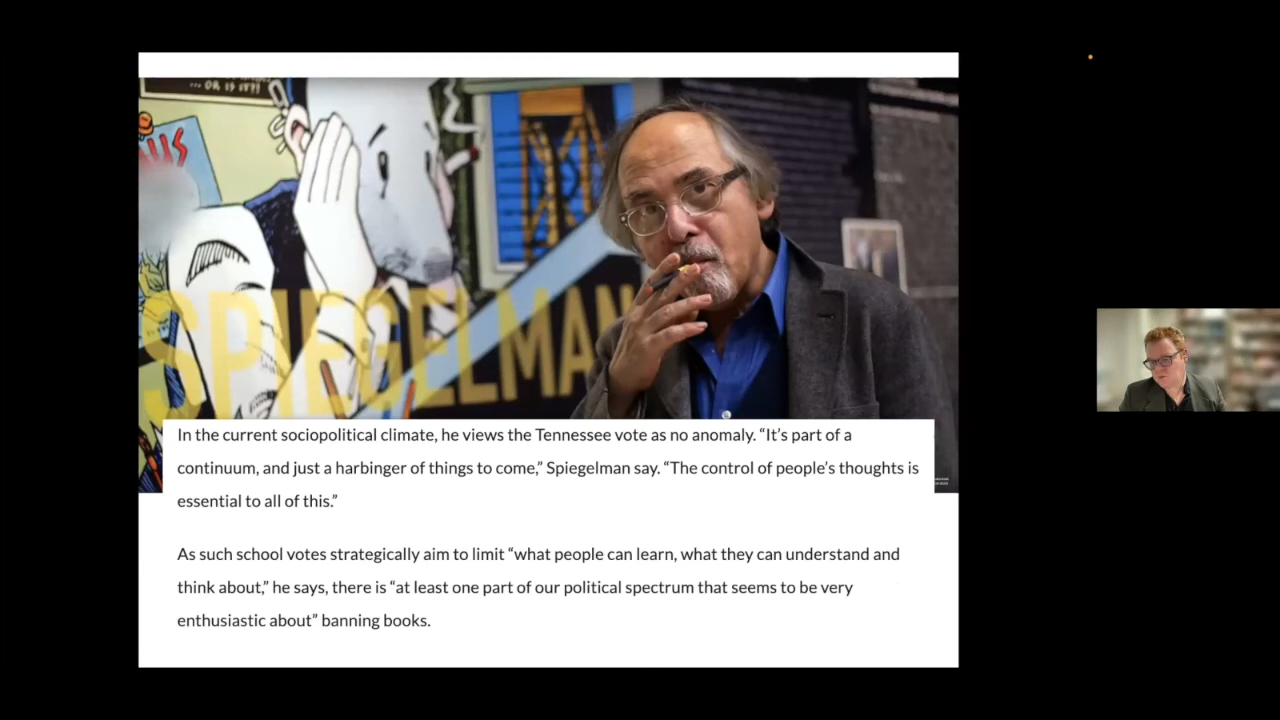 ... OR IS IT?!
SPIEGELMAN
In the current sociopolitical climate, he views the Tennessee vote as no anomaly. “It’s part of a
continuum, and just a harbinger of things to come,” Spiegelman say. “The control of people’s thoughts is
essential to all of this.”
As such school votes strategically aim to limit “what people can learn, what they can understand and
think about,” he says, there is “at least one part of our political spectrum that seems to be very
enthusiastic about” banning books.